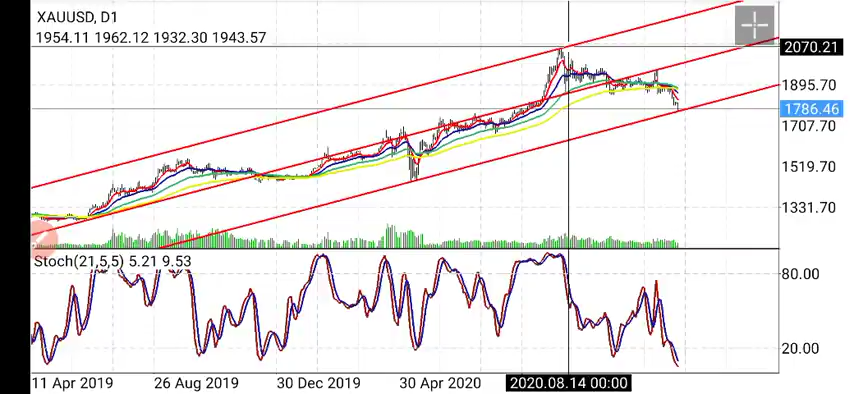 XAUUSD, D1
1954.11 1962.12 1932.30 1943.57
2070.21
1895.70
1786.46
1707.70
1519.70
1331.70
Stoch(21,5,5) 5.21 9.53
80.00
20.00
11 Apr 2019 26 Aug 2019 30 Dec 2019 30 Apr 2020 2020.08.14 00:00